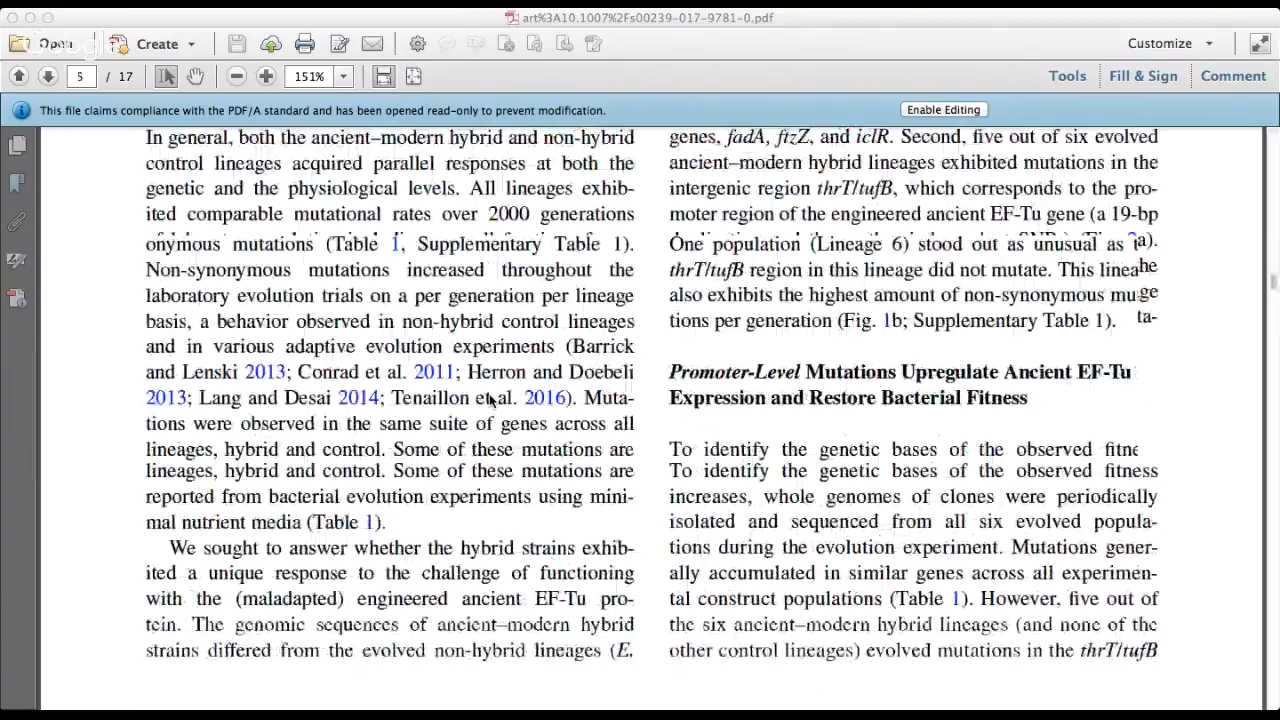 art%3A10.1007%2Fs00239-017-9781-0.pdf
Open
Create
Customize
5 / 17
151%
Tools
Fill & Sign
Comment
This file claims compliance with the PDF/A standard and has been opened read-only to prevent modification.
Enable Editing
In general, both the ancient–modern hybrid and non-hybrid
control lineages acquired parallel responses at both the
genetic and the physiological levels. All lineages exhib-
ited comparable mutational rates over 2000 generations
onymous mutations (Table 1, Supplementary Table 1).
Non-synonymous mutations increased throughout the
laboratory evolution trials on a per generation per lineage
basis, a behavior observed in non-hybrid control lineages
and in various adaptive evolution experiments (Barrick
and Lenski 2013; Conrad et al. 2011; Herron and Doebeli
2013; Lang and Desai 2014; Tenaillon et al. 2016). Muta-
tions were observed in the same suite of genes across all
lineages, hybrid and control. Some of these mutations are
lineages, hybrid and control. Some of these mutations are
reported from bacterial evolution experiments using mini-
mal nutrient media (Table 1).
We sought to answer whether the hybrid strains exhib-
ited a unique response to the challenge of functioning
with the (maladapted) engineered ancient EF-Tu pro-
tein. The genomic sequences of ancient–modern hybrid
strains differed from the evolved non-hybrid lineages (E.
genes, fadA, ftzZ, and iclR. Second, five out of six evolved
ancient–modern hybrid lineages exhibited mutations in the
intergenic region thrT/tufB, which corresponds to the pro-
moter region of the engineered ancient EF-Tu gene (a 19-bp
One population (Lineage 6) stood out as unusual as ta).
thrT/tufB region in this lineage did not mutate. This lineahe
also exhibits the highest amount of non-synonymous muge
tions per generation (Fig. 1b; Supplementary Table 1). ta-
Promoter-Level Mutations Upregulate Ancient EF-Tu
Expression and Restore Bacterial Fitness
To identify the genetic bases of the observed fitne
To identify the genetic bases of the observed fitness
increases, whole genomes of clones were periodically
isolated and sequenced from all six evolved popula-
tions during the evolution experiment. Mutations gener-
ally accumulated in similar genes across all experimen-
tal construct populations (Table 1). However, five out of
the six ancient–modern hybrid lineages (and none of the
other control lineages) evolved mutations in the thrT/tufB